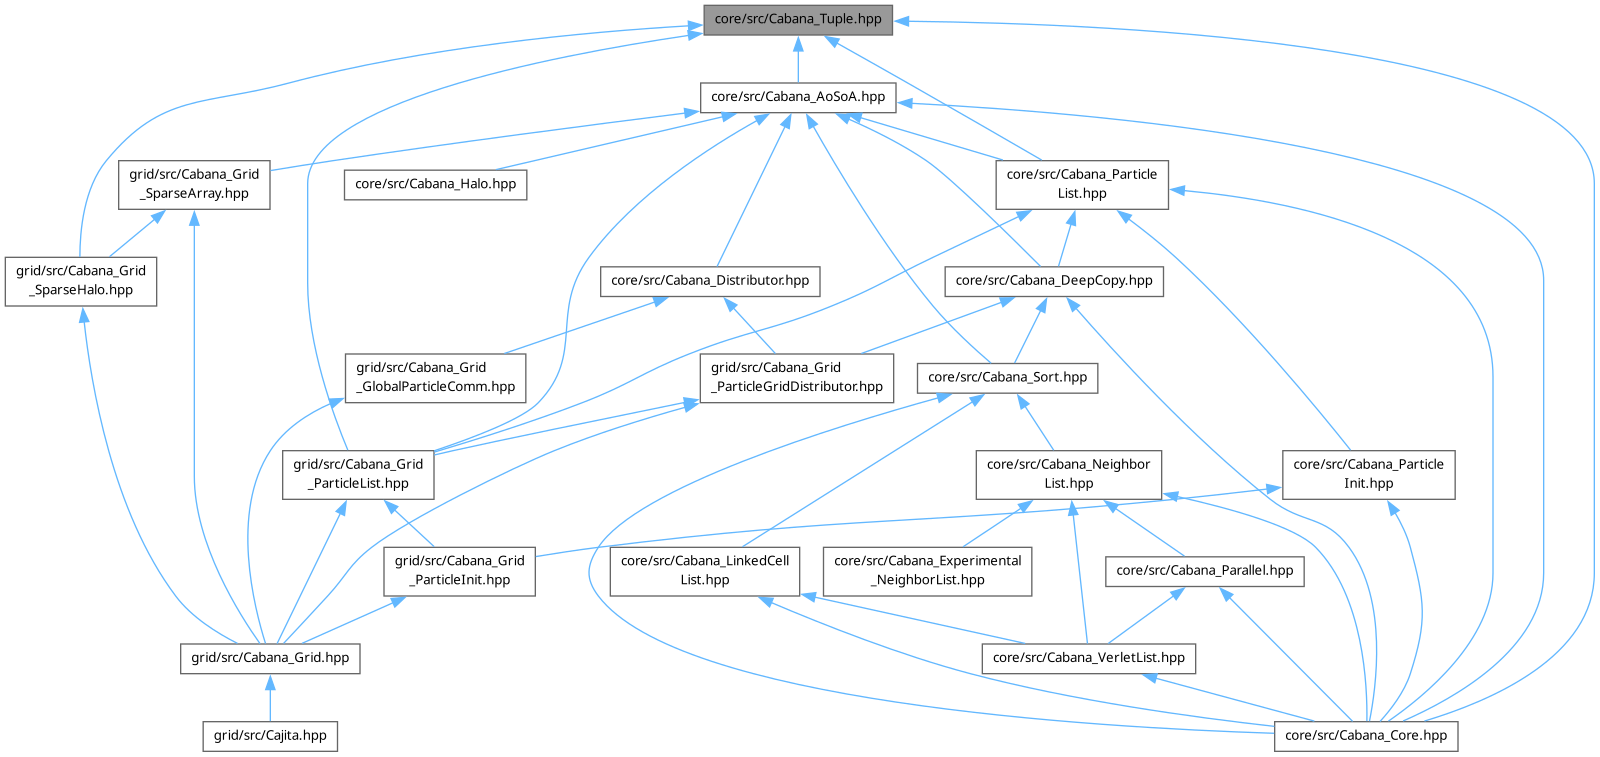 core/src/Cabana_Tuple.hpp
core/src/Cabana_AoSoA.hpp
grid/src/Cabana_Grid
_SparseArray.hpp
core/src/Cabana_Halo.hpp
core/src/Cabana_Particle
List.hpp
grid/src/Cabana_Grid
_SparseHalo.hpp
core/src/Cabana_Distributor.hpp
core/src/Cabana_DeepCopy.hpp
grid/src/Cabana_Grid
_GlobalParticleComm.hpp
grid/src/Cabana_Grid
_ParticleGridDistributor.hpp
core/src/Cabana_Sort.hpp
grid/src/Cabana_Grid
_ParticleList.hpp
core/src/Cabana_Neighbor
List.hpp
core/src/Cabana_Particle
Init.hpp
grid/src/Cabana_Grid
_ParticleInit.hpp
core/src/Cabana_LinkedCell
List.hpp
core/src/Cabana_Experimental
_NeighborList.hpp
core/src/Cabana_Parallel.hpp
grid/src/Cabana_Grid.hpp
core/src/Cabana_VerletList.hpp
grid/src/Cajita.hpp
core/src/Cabana_Core.hpp